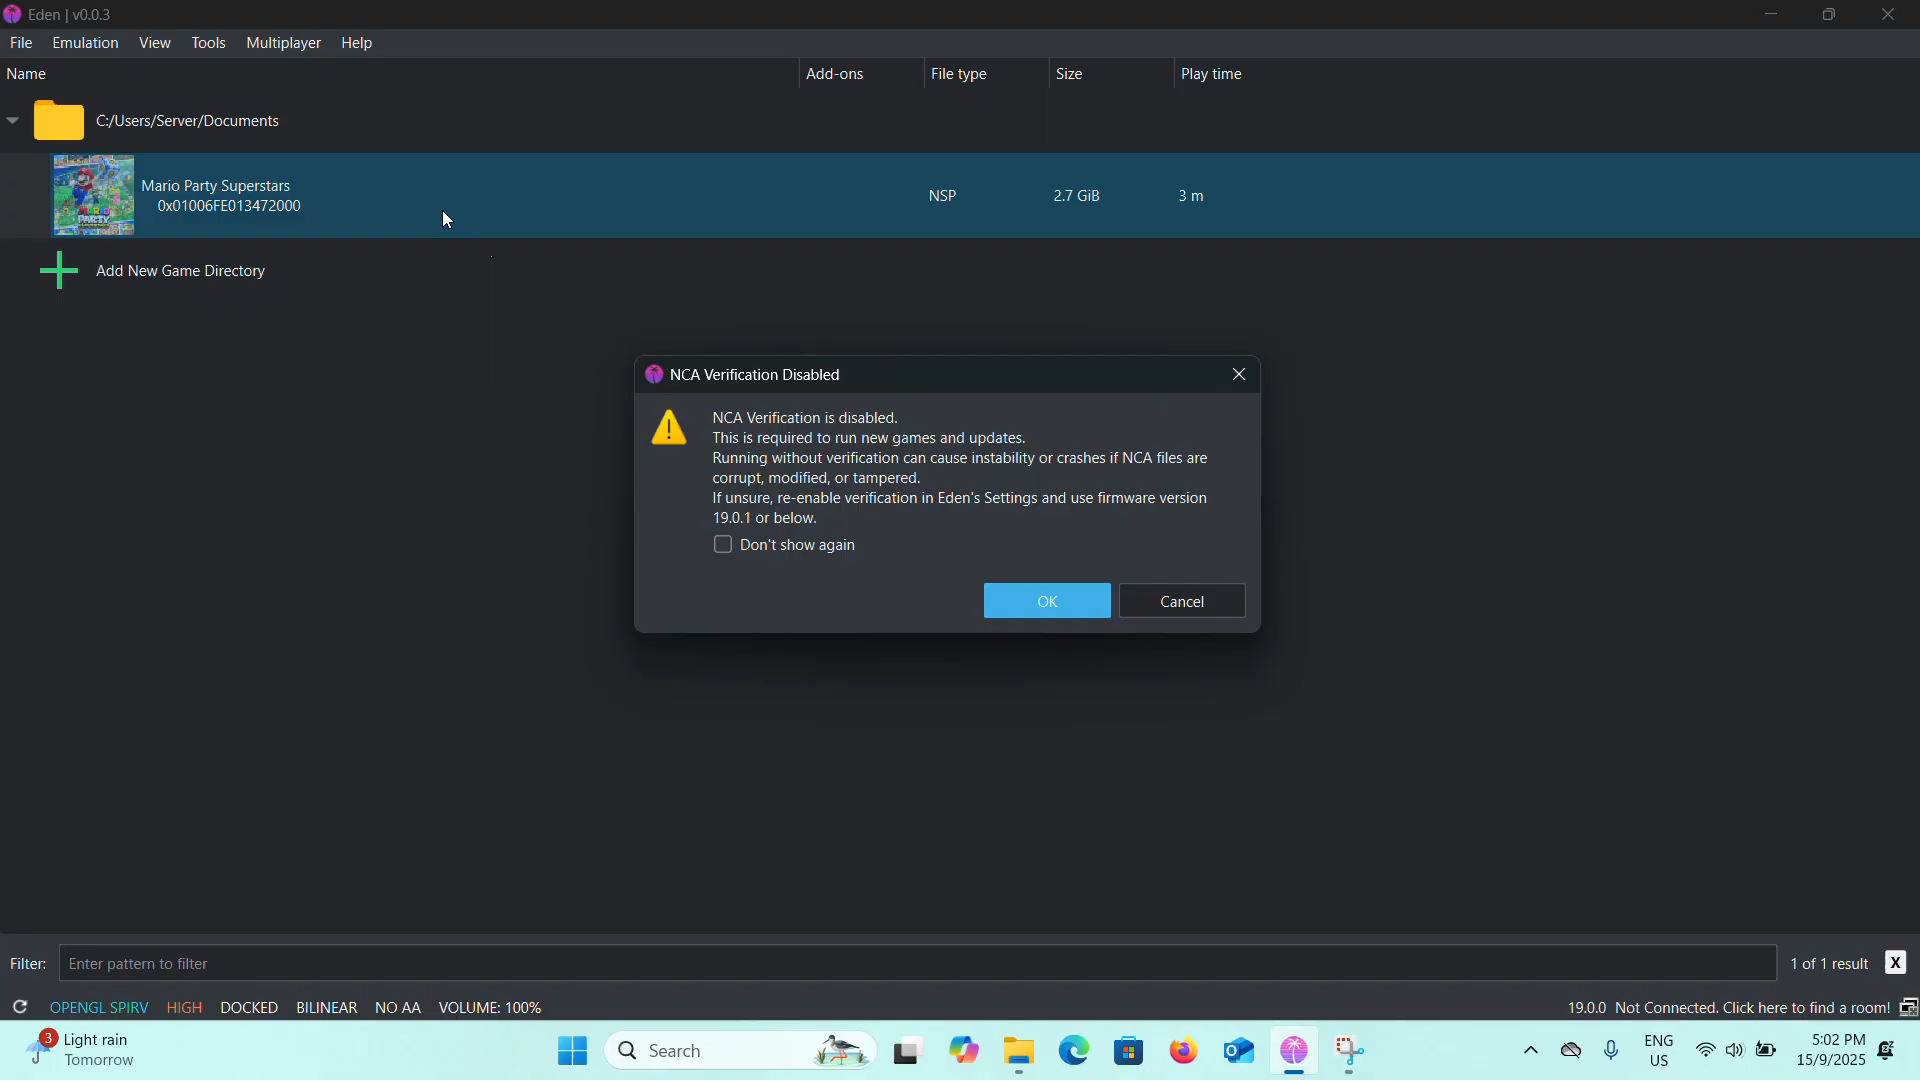 Eden | v0.0.3
File Emulation View Tools Multiplayer Help
Name Add-ons File type Size Play time
C:/Users/Server/Documents
Mario Party Superstars
0x01006FE013472000
NSP 2.7 GiB 3 m
Add New Game Directory
NCA Verification Disabled
NCA Verification is disabled.
This is required to run new games and updates.
Running without verification can cause instability or crashes if NCA files are
corrupt, modified, or tampered.
If unsure, re-enable verification in Eden's Settings and use firmware version
19.0.1 or below.
Don't show again
OK Cancel
Filter: Enter pattern to filter 1 of 1 result X
OPENGL SPIRV HIGH DOCKED BILINEAR NO AA VOLUME: 100% 19.0.0 Not Connected. Click here to find a room!
3 Light rain
Tomorrow
Search
ENG
US
5:02 PM
15/9/2025